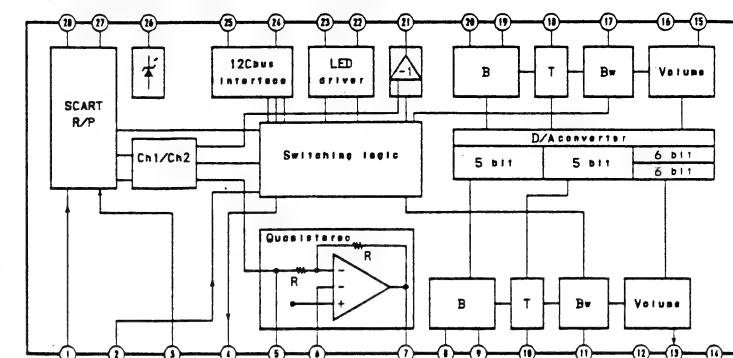 28 27 26 25 24 23 22 21 20 19 18 17 16 15
SCART
R/P
12Cbus
Interface
LED
driver
-1
B
T
Bw
Volume
Ch1/Ch2
Switching logic
D/Aconverter
5 bit
5 bit
6 bit
6 bit
Quasistereo
R
R
-
-
+
B
T
Bw
Volume
1 2 3 4 5 6 7 8 9 10 11 12 13 14